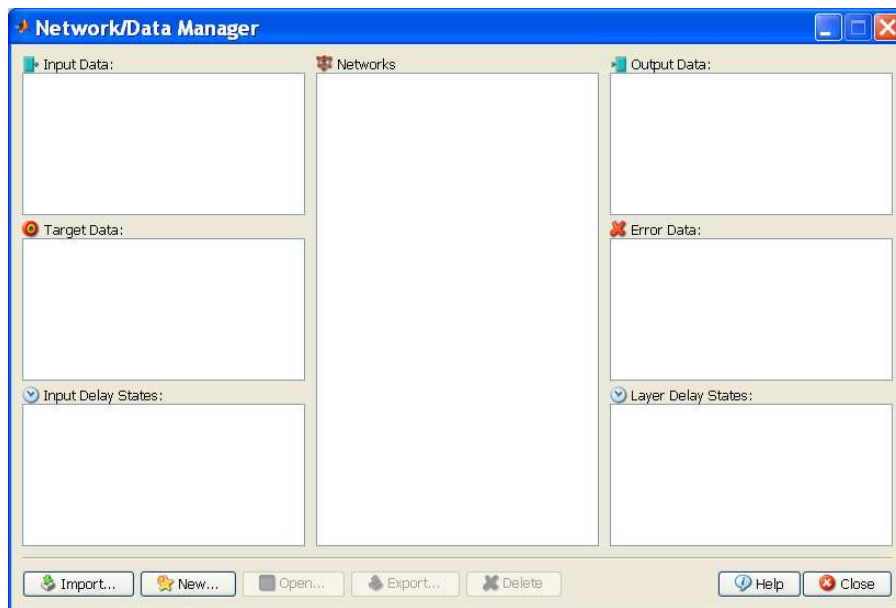 Network/Data Manager
Input Data:
Networks
Output Data:
Target Data:
Error Data:
Input Delay States:
Layer Delay States:
Import...
New...
Open...
Export...
Delete
Help
Close